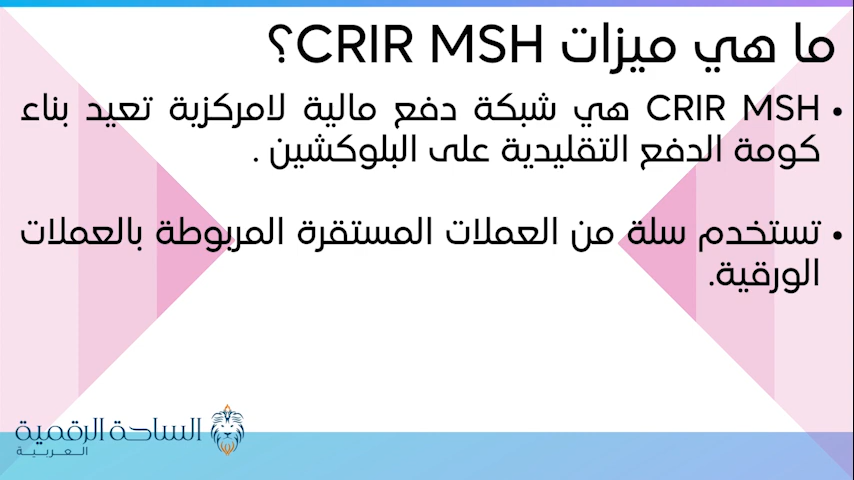 ما هي ميزات CRIR MSH؟
• CRIR MSH هي شبكة دفع مالية لامركزية تعيد بناء
كومة الدفع التقليدية على البلوكشين .
• تستخدم سلة من العملات المستقرة المربوطة بالعملات
الورقية.
الساحة الرقمية
العربية